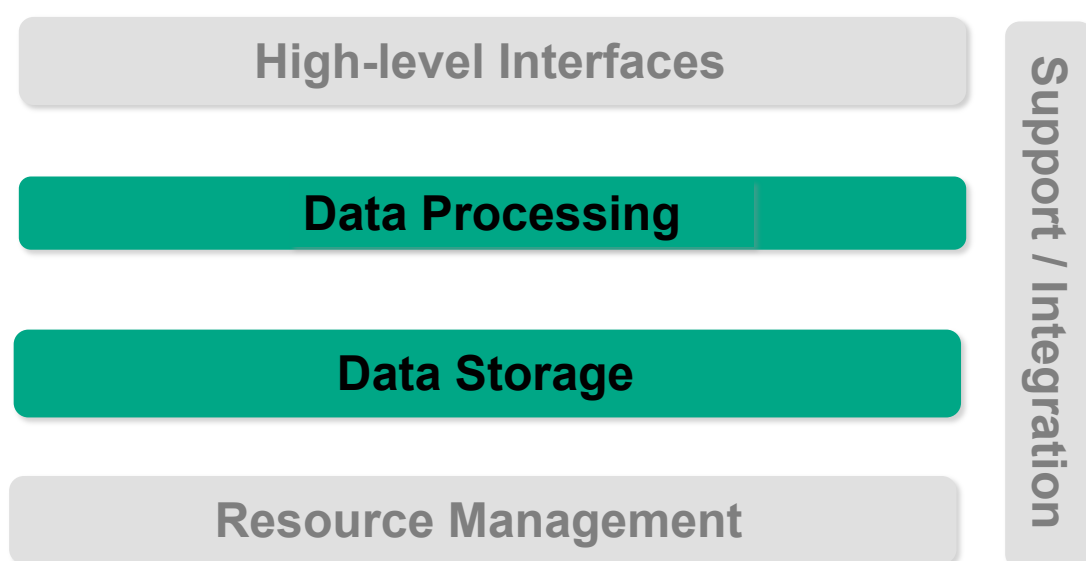 High-level Interfaces
Data Processing
Data Storage
Resource Management
Support / Integration